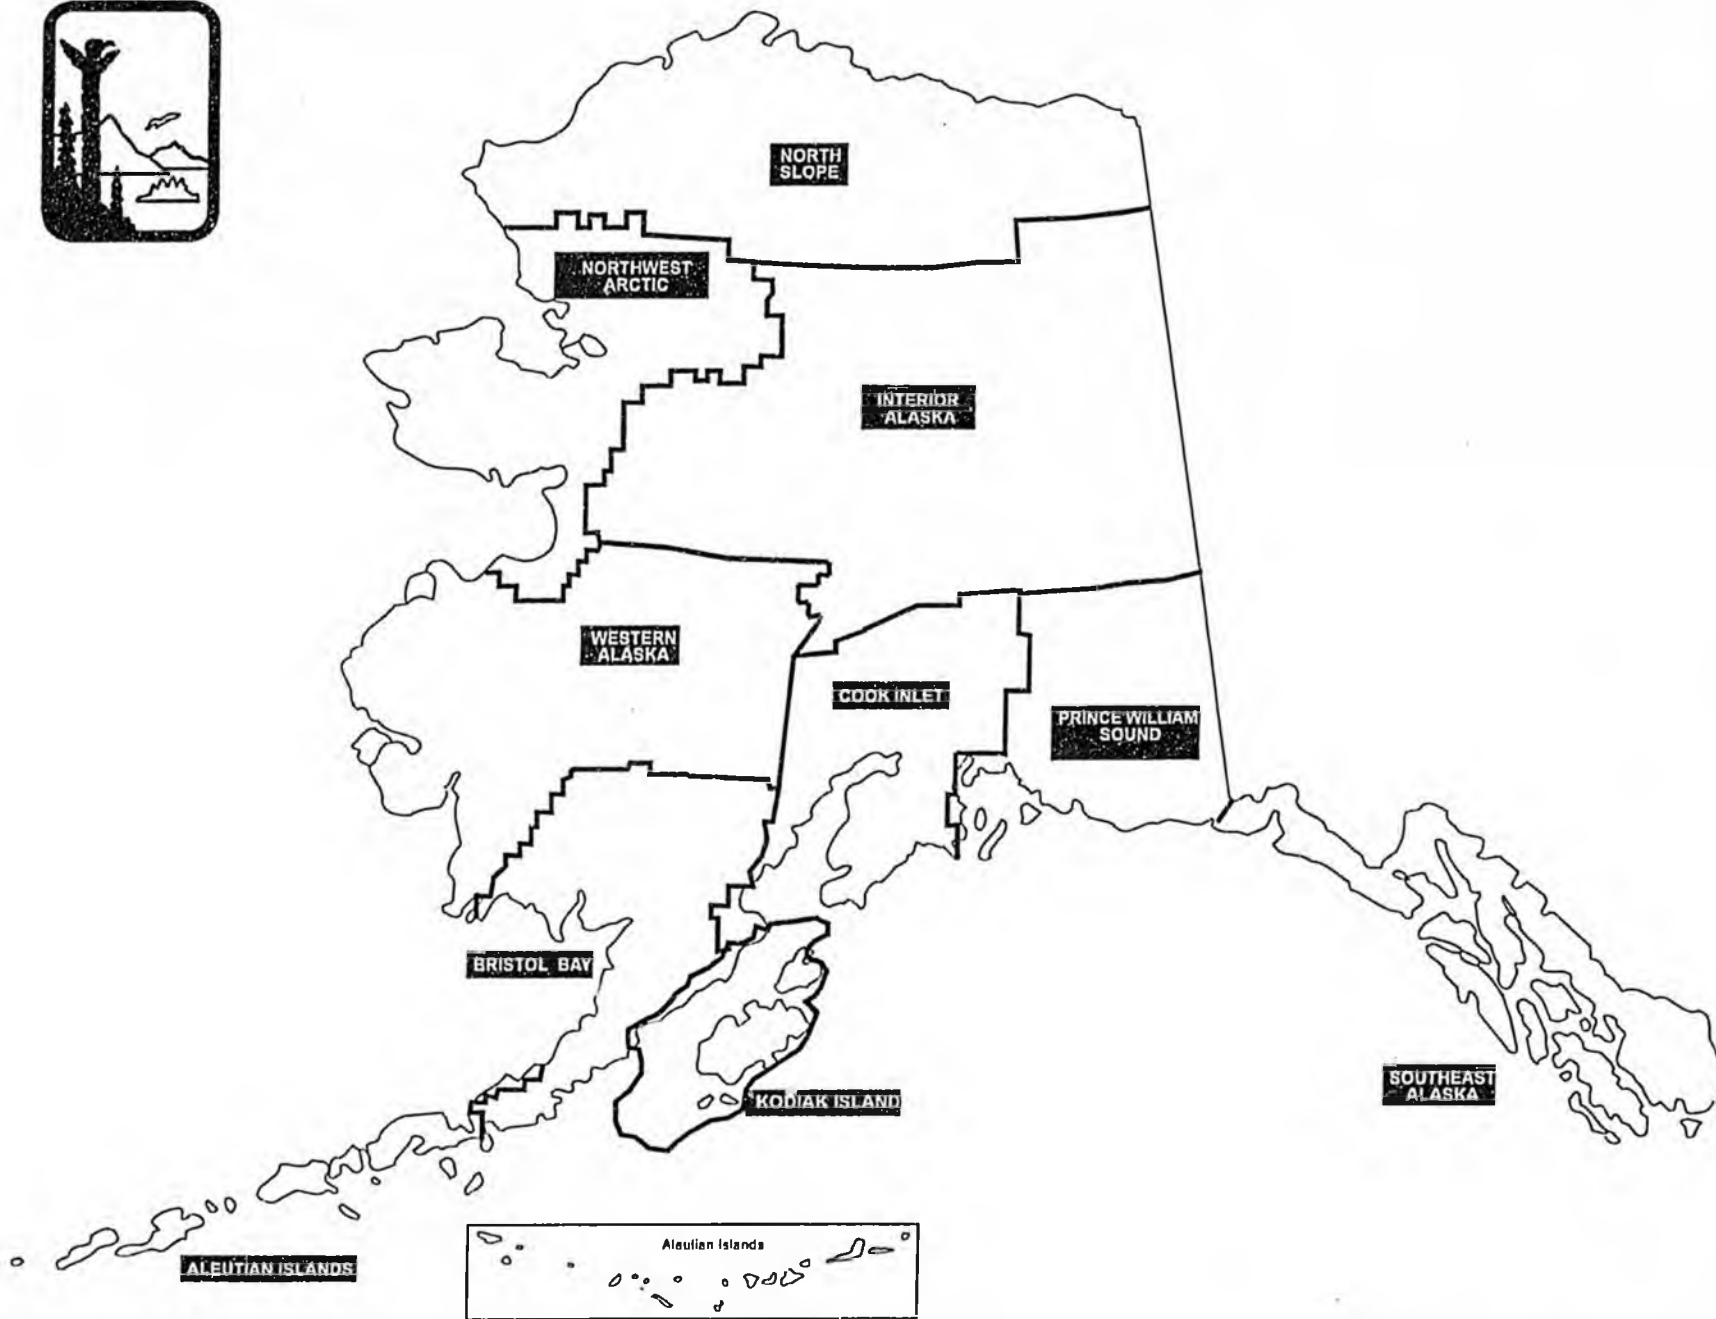 NORTH
SLOPE
NORTHWEST
ARCTIC
INTERIOR
ALASKA
WESTERN
ALASKA
COOK INLET
PRINCE WILLIAM
SOUND
BRISTOL BAY
KODIAK ISLAND
SOUTHEAST
ALASKA
ALEUTIAN ISLANDS
Aleutian Islands